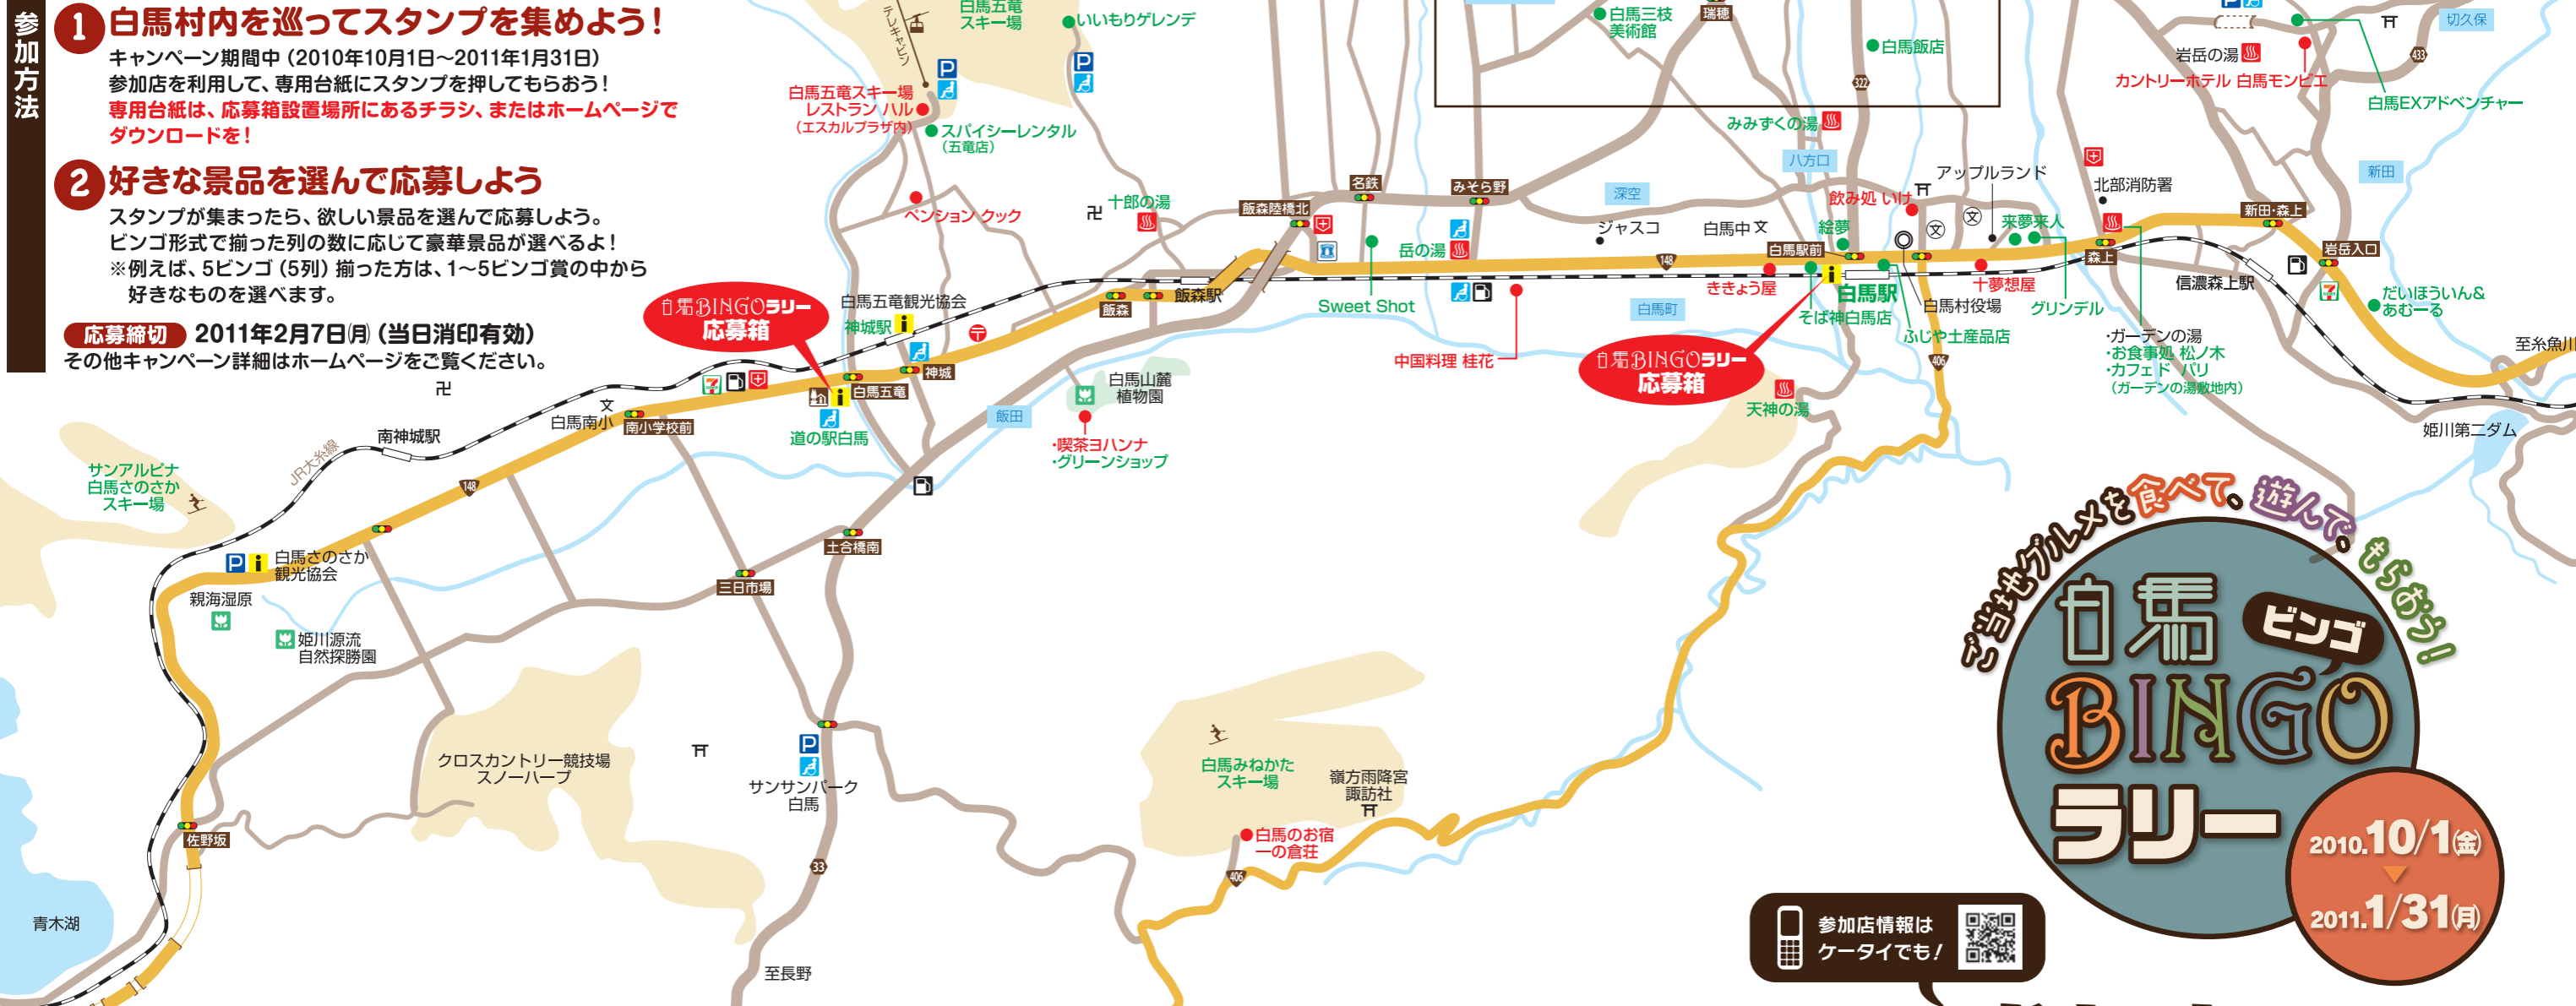 参加方法
1 白馬村内を巡ってスタンプを集めよう!
キャンペーン期間中（2010年10月1日～2011年1月31日）
参加店を利用して、専用台紙にスタンプを押してもらおう!
専用台紙は、応募箱設置場所にあるチラシ、またはホームページで
ダウンロードを!
2 好きな景品を選んで応募しよう
スタンプが集まったら、欲しい景品を選んで応募しよう。
ビンゴ形式で揃った列の数に応じて豪華景品が選べるよ!
※例えば、5ビンゴ（5列）揃った方は、1～5ビンゴ賞の中から
好きなものを選べます。
応募締切 2011年2月7日(月)（当日消印有効）
その他キャンペーン詳細はホームページをご覧ください。
テレキャビン
白馬五竜
スキー場
いいもりゲレンデ
P
P
白馬五竜スキー場
レストラン ハル
（エスカルプラザ内）
スパイシーレンタル
（五竜店）
ペンション クック
十郎の湯
飯森陸橋北
名鉄
みそら野
白馬三枝
美術館
瑞穂
白馬飯店
322
みみずくの湯
八方口
深空
ジャスコ
白馬中 文
飲み処 いけ
絵夢
白馬駅前
アップルランド
文
文
来夢来人
北部消防署
岩岳の湯
カントリーホテル 白馬モンビエ
切久保
433
白馬EXアドベンチャー
新田
新田・森上
岩岳入口
森上
信濃森上駅
だいほういん&
あむーる
至糸魚川
姫川第二ダム
・ガーデンの湯
・お食事処 松ノ木
・カフェ ド パリ
（ガーデンの湯敷地内）
グリンデル
十夢想屋
白馬村役場
ふじや土産品店
白馬駅
そば神白馬店
ききょう屋
148
岳の湯
Sweet Shot
中国料理 桂花
白馬町
白馬BINGOラリー
応募箱
天神の湯
406
飯森駅
飯森
白馬BINGOラリー
応募箱
白馬五竜観光協会
神城駅
神城
白馬五竜
道の駅白馬
飯田
白馬山麓
植物園
・喫茶ヨハンナ
・グリーンショップ
文
白馬南小
南小学校前
南神城駅
JR大糸線
148
サンアルピナ
白馬さのさか
スキー場
P
白馬さのさか
観光協会
親海湿原
姫川源流
自然探勝園
土合橋南
三日市場
クロスカントリー競技場
スノーハープ
P
サンサンパーク
白馬
33
至長野
佐野坂
青木湖
白馬みねかた
スキー場
嶺方雨降宮
諏訪社
白馬のお宿
一の倉荘
406
ご当地グルメを食べて、遊んで、もらおう!
白馬
ビンゴ
BINGO
ラリー
2010.10/1(金)
2011.1/31(月)
参加店情報は
ケータイでも!